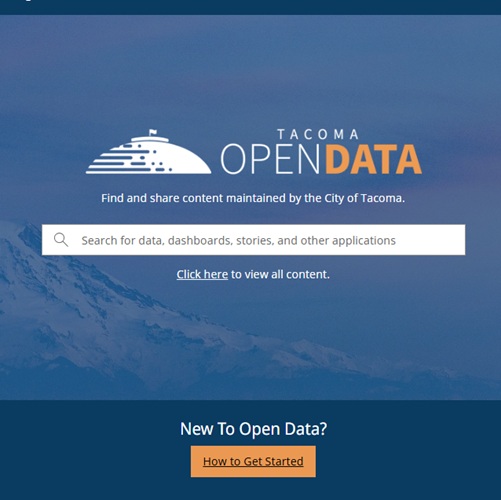 TACOMA
OPENDATA
Find and share content maintained by the City of Tacoma.
Search for data, dashboards, stories, and other applications
Click here to view all content.
New To Open Data?
How to Get Started